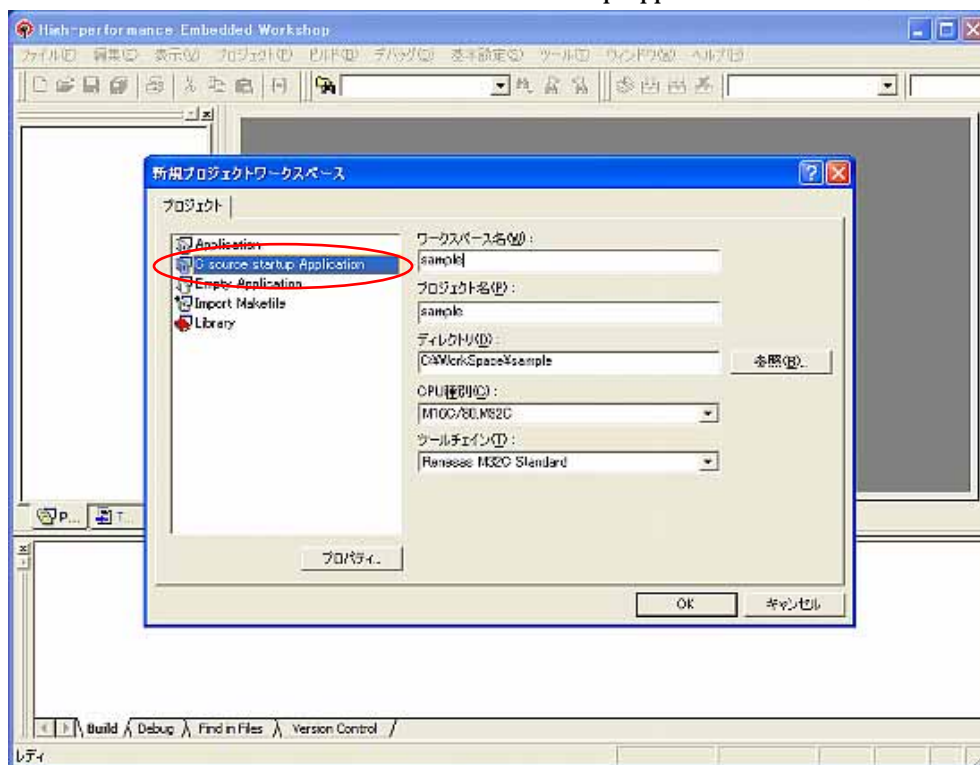 High-performance Embedded Workshop
ファイル(F) 編集(E) 表示(V) プロジェクト(P) ビルド(B) デバッグ(D) 基本設定(S) ツール(T) ウィンドウ(W) ヘルプ(H)
新規プロジェクトワークスペース
プロジェクト
Application
C source startup Application
Empty Application
Import Makefile
Library
プロパティ...
ワークスペース名(W) :
sample
プロジェクト名(P) :
sample
ディレクトリ(D) :
C:¥WorkSpace¥sample
参照(B)...
CPU種別(C) :
M16C/80,M32C
ツールチェイン(T) :
Renesas M32C Standard
OK
キャンセル
P...
T...
Build
Debug
Find in Files
Version Control
レディ